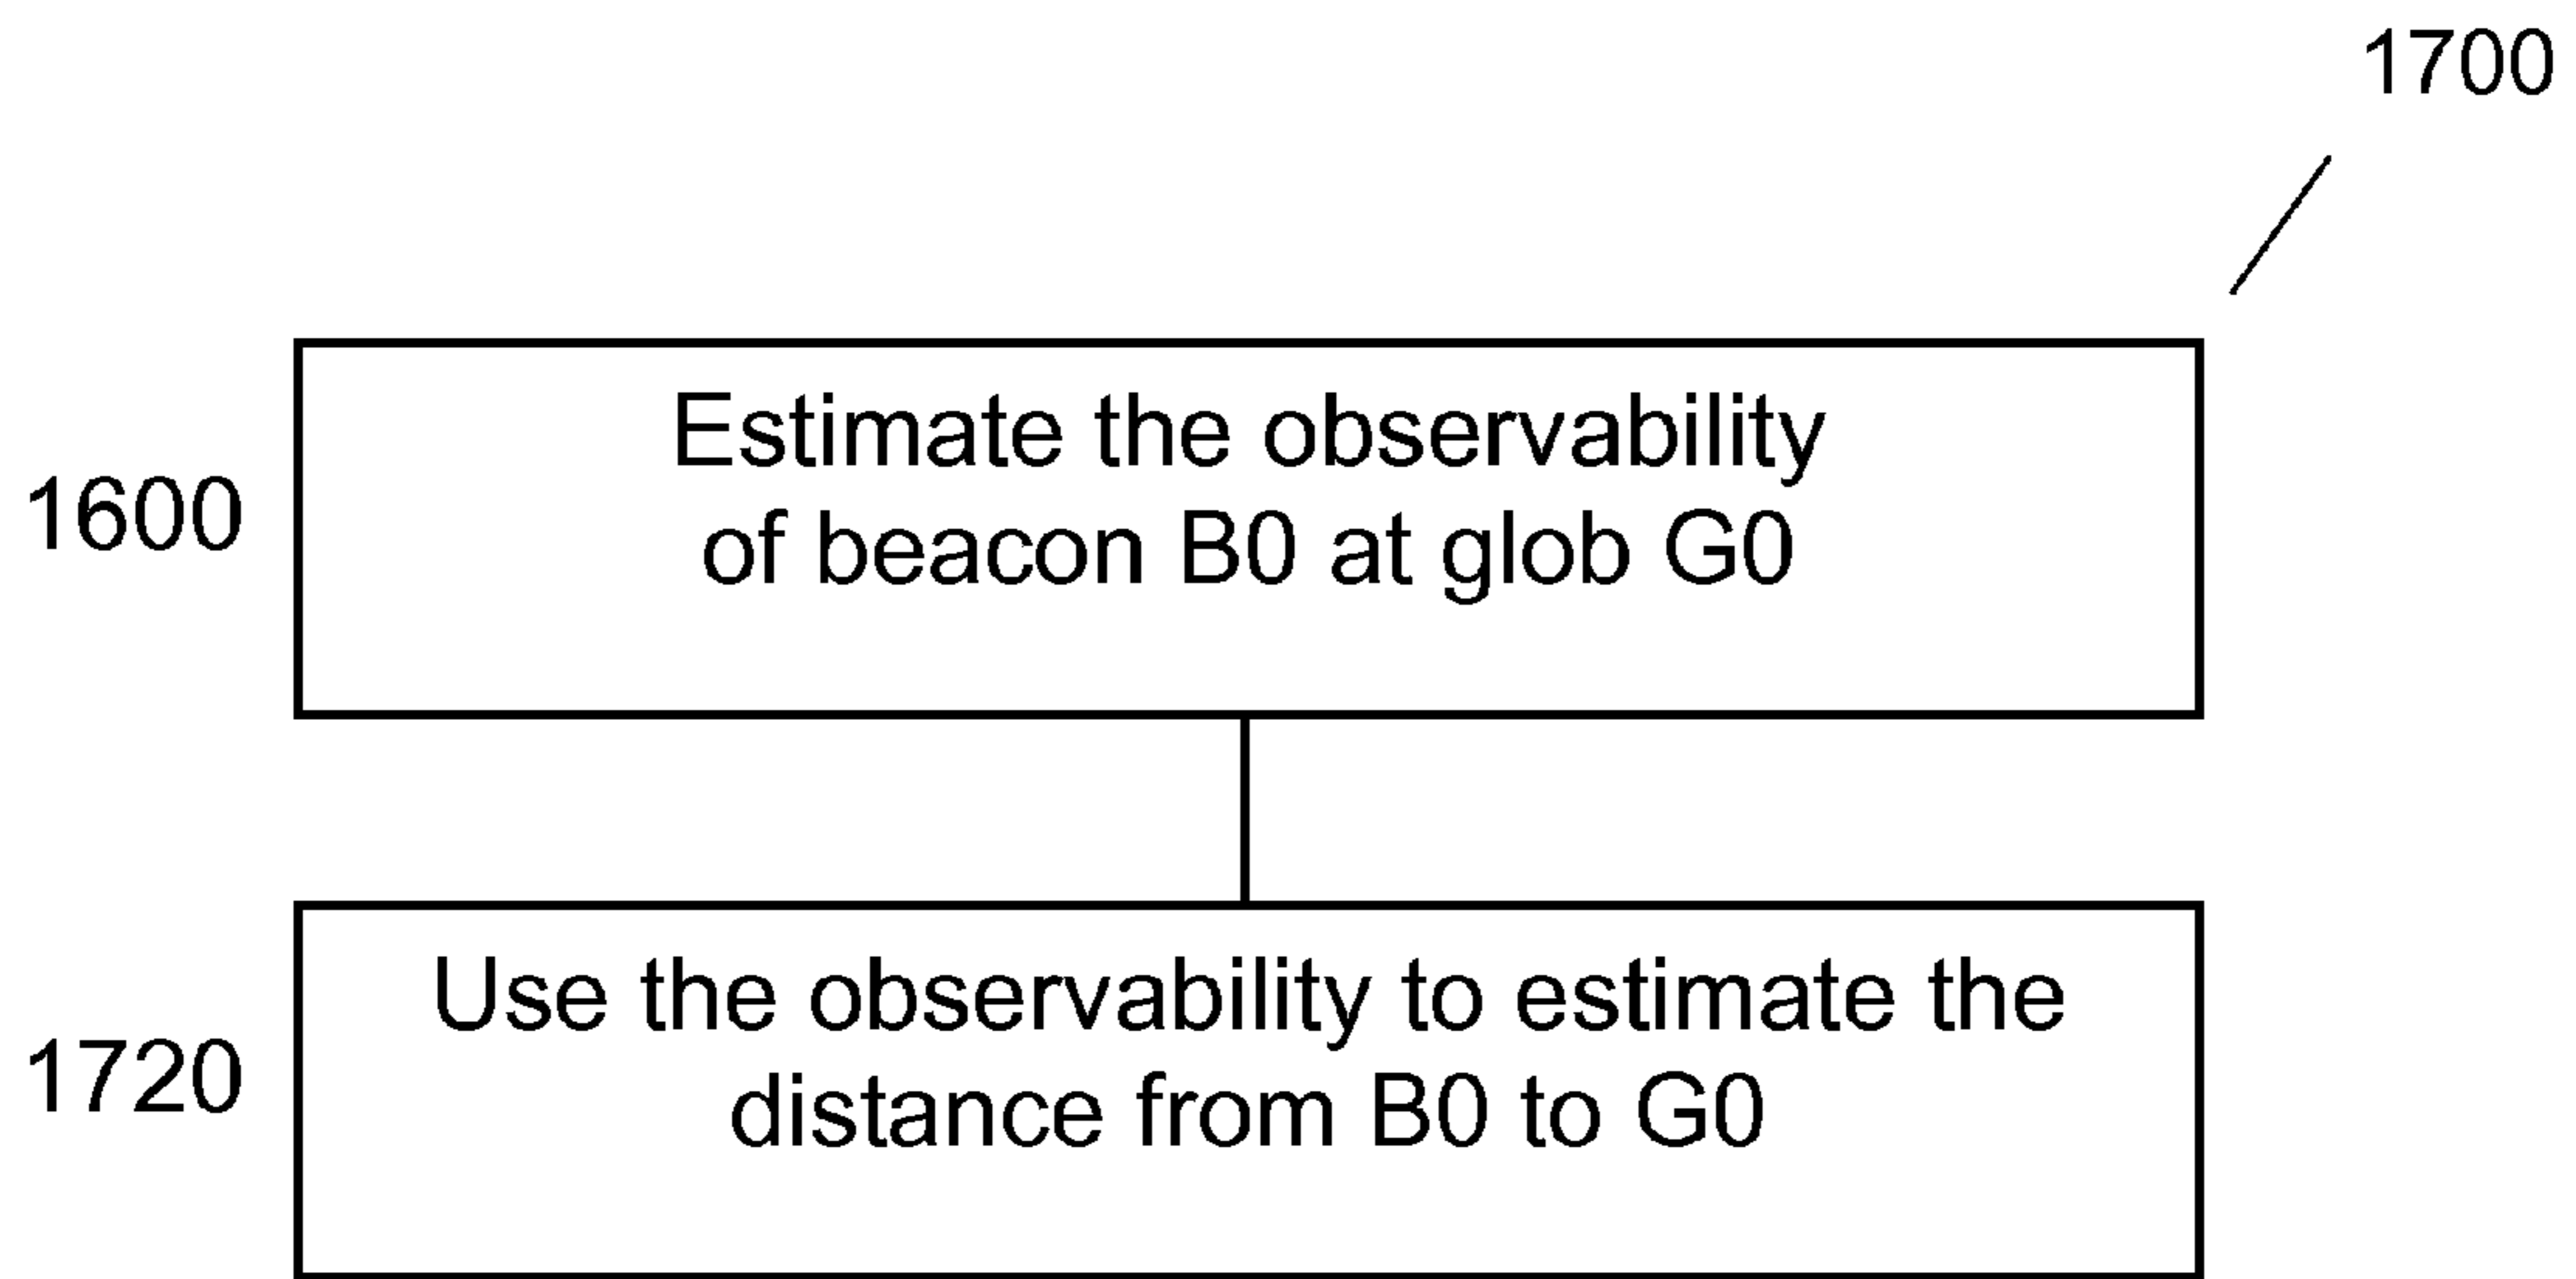 1700
1600
Estimate the observability
of beacon B0 at glob G0
1720
Use the observability to estimate the
distance from B0 to G0